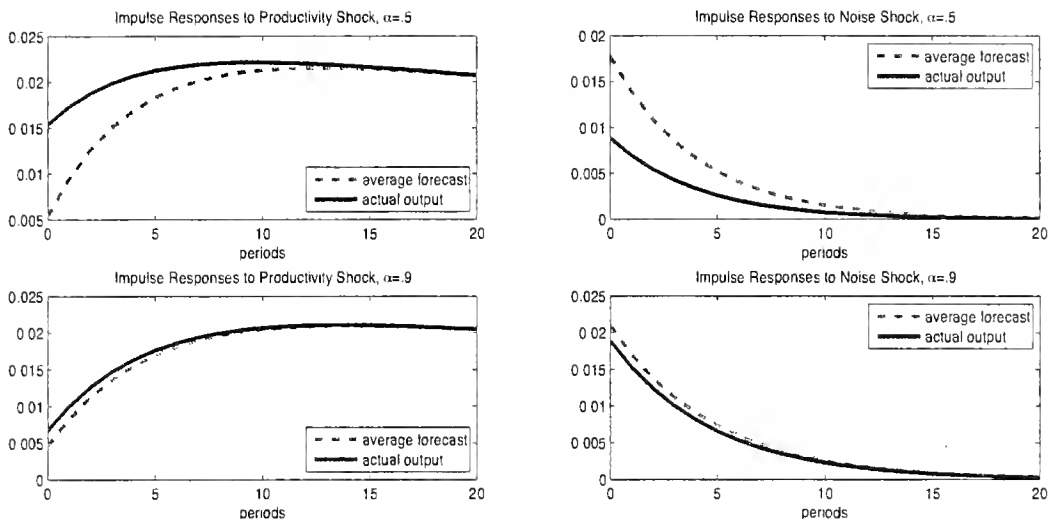 Impulse Responses to Productivity Shock, α=.5
0.025
0.02
0.015
0.01
0.005
0 5 10 15 20
periods
average forecast
actual output
Impulse Responses to Noise Shock, α=.5
0.02
0.015
0.01
0.005
0
0 5 10 15 20
periods
average forecast
actual output
Impulse Responses to Productivity Shock, α=.9
0.025
0.02
0.015
0.01
0.005
0
0 5 10 15 20
periods
average forecast
actual output
Impulse Responses to Noise Shock, α=.9
0.025
0.02
0.015
0.01
0.005
0
0 5 10 15 20
periods
average forecast
actual output